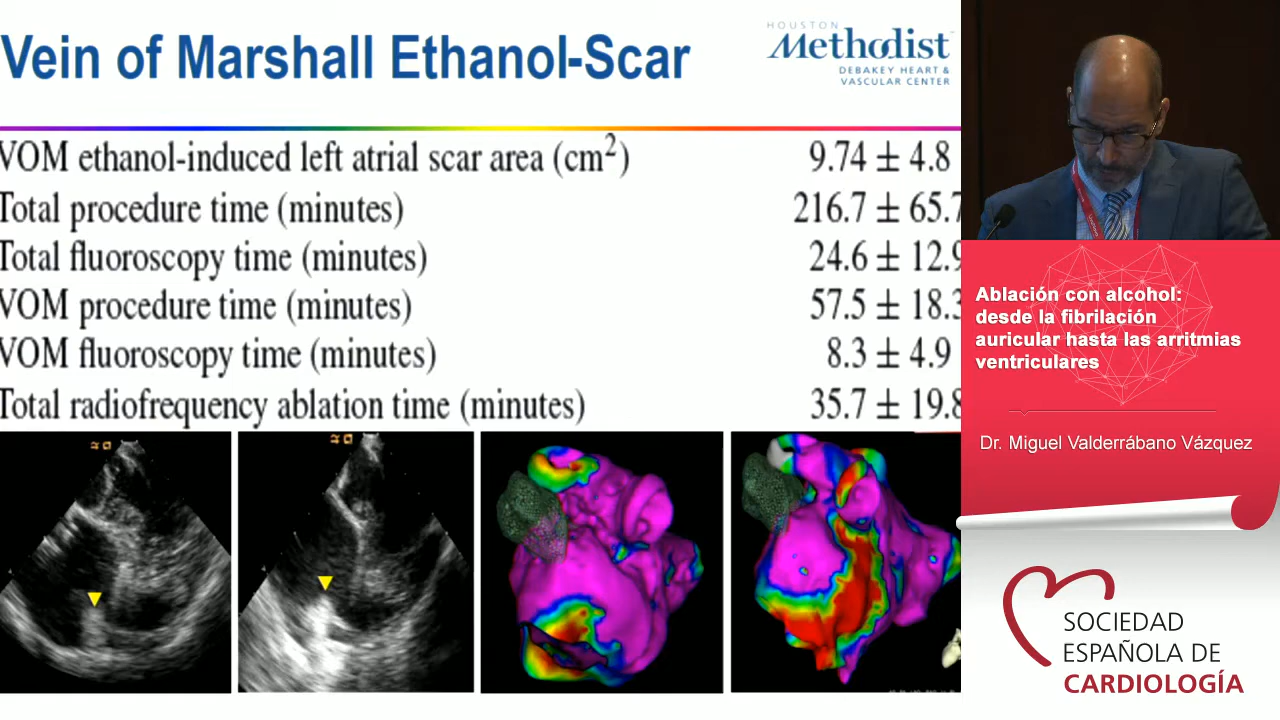 Vein of Marshall Ethanol-Scar
HOUSTON
Methodist
DEBAKEY HEART &
VASCULAR CENTER
VOM ethanol-induced left atrial scar area (cm²) 9.74 ± 4.8
Total procedure time (minutes) 216.7 ± 65.7
Total fluoroscopy time (minutes) 24.6 ± 12.9
VOM procedure time (minutes) 57.5 ± 18.3
VOM fluoroscopy time (minutes) 8.3 ± 4.9
Total radiofrequency ablation time (minutes) 35.7 ± 19.8
Ablación con alcohol:
desde la fibrilación
auricular hasta las arritmias
ventriculares
Dr. Miguel Valderrábano Vázquez
SOCIEDAD
ESPAÑOLA DE
CARDIOLOGÍA